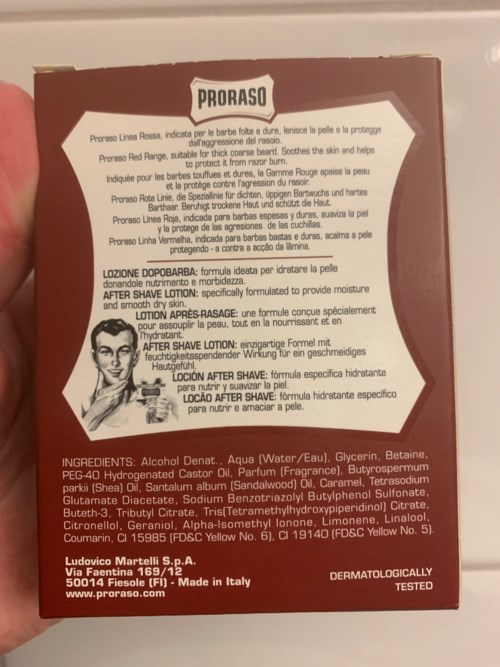 PRORASO
Proraso Linea Rossa, indicata per le barbe folte e dure, lenisce la pelle e la protegge
dall'aggressione del rasoio.
Proraso Red Range, suitable for thick coarse beard. Soothes the skin and helps
to protect it from razor burn.
Indiquée pour les barbes touffues et dures, la Gamme Rouge apaise la peau
et la protège contre l'agression du rasoir.
Proraso Rote Linie, die Speziallinie für dichten, üppigen Bartwuchs und hartes
Barthaar. Beruhigt trockene Haut und schützt die Haut.
Proraso Línea Roja, indicada para barbas espesas y duras, suaviza la piel
y la protege de las agresiones de las cuchillas.
Proraso Linha Vermelha, indicada para barbas bastas e duras, acalma a pele
protegendo - a contra a acção da lâmina.
LOZIONE DOPOBARBA: formula ideata per idratare la pelle
donandole nutrimento e morbidezza.
AFTER SHAVE LOTION: specifically formulated to provide moisture
and smooth dry skin.
LOTION APRÈS-RASAGE: une formule conçue spécialement
pour assouplir la peau, tout en la nourrissant et en
l'hydratant.
AFTER SHAVE LOTION: einzigartige Formel mit
feuchtigkeitsspendender Wirkung für ein geschmeidiges
Hautgefühl.
LOCIÓN AFTER SHAVE: fórmula específica hidratante
para nutrir y suavizar la piel.
LOÇÃO AFTER SHAVE: fórmula hidratante específico
para nutrir e amaciar a pele.
INGREDIENTS: Alcohol Denat., Aqua (Water/Eau), Glycerin, Betaine,
PEG-40 Hydrogenated Castor Oil, Parfum (Fragrance), Butyrospermum
parkii (Shea) Oil, Santalum album (Sandalwood) Oil, Caramel, Tetrasodium
Glutamate Diacetate, Sodium Benzotriazolyl Butylphenol Sulfonate,
Buteth-3, Tributyl Citrate, Tris(Tetramethylhydroxypiperidinol) Citrate,
Citronellol, Geraniol, Alpha-Isomethyl Ionone, Limonene, Linalool,
Coumarin, CI 15985 (FD&C Yellow No. 6), CI 19140 (FD&C Yellow No. 5).
Ludovico Martelli S.p.A.
Via Faentina 169/12
50014 Fiesole (FI) - Made in Italy
www.proraso.com
DERMATOLOGICALLY
TESTED